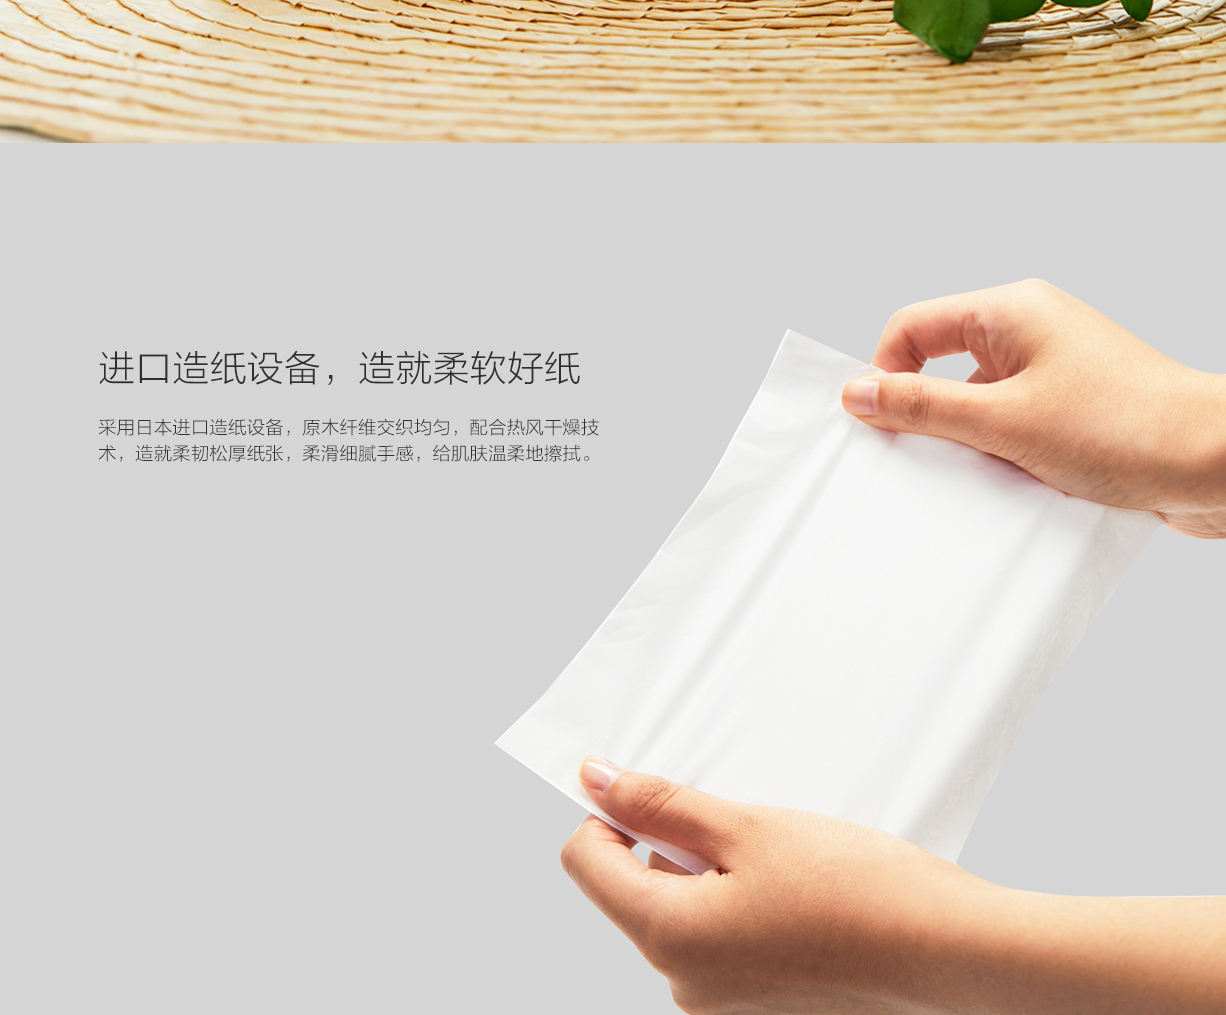 进口造纸设备，造就柔软好纸
采用日本进口造纸设备，原木纤维交织均匀，配合热风干燥技
术，造就柔韧松厚纸张，柔滑细腻手感，给肌肤温柔地擦拭。